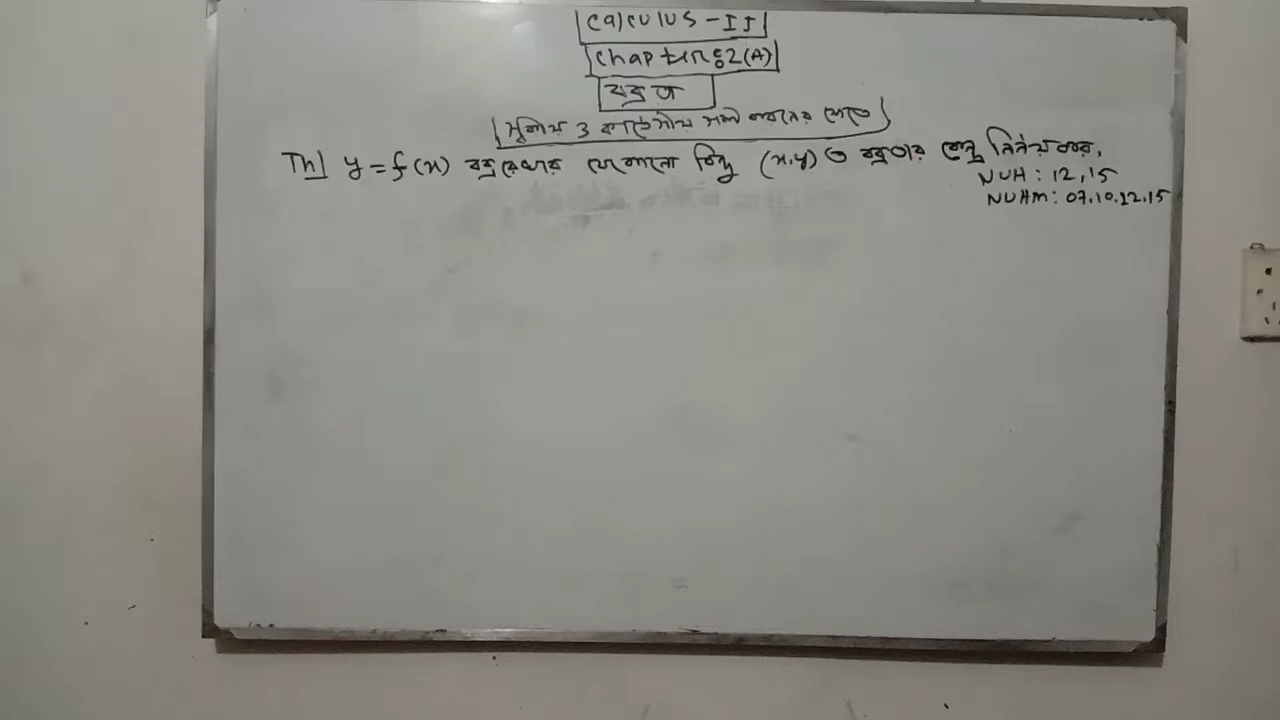 Calculus-II
Chapter:2(A)
বক্রতা
মূলীয় ও কার্তেসীয় সমীকরণের ক্ষেত্রে
Th| y=f(x) বক্ররেখার যেকোনো বিন্দু (x,y) ও বক্রতার কেন্দ্র নির্ণয় কর,
NUH: 12,15
NUHM: 07,10,12,15